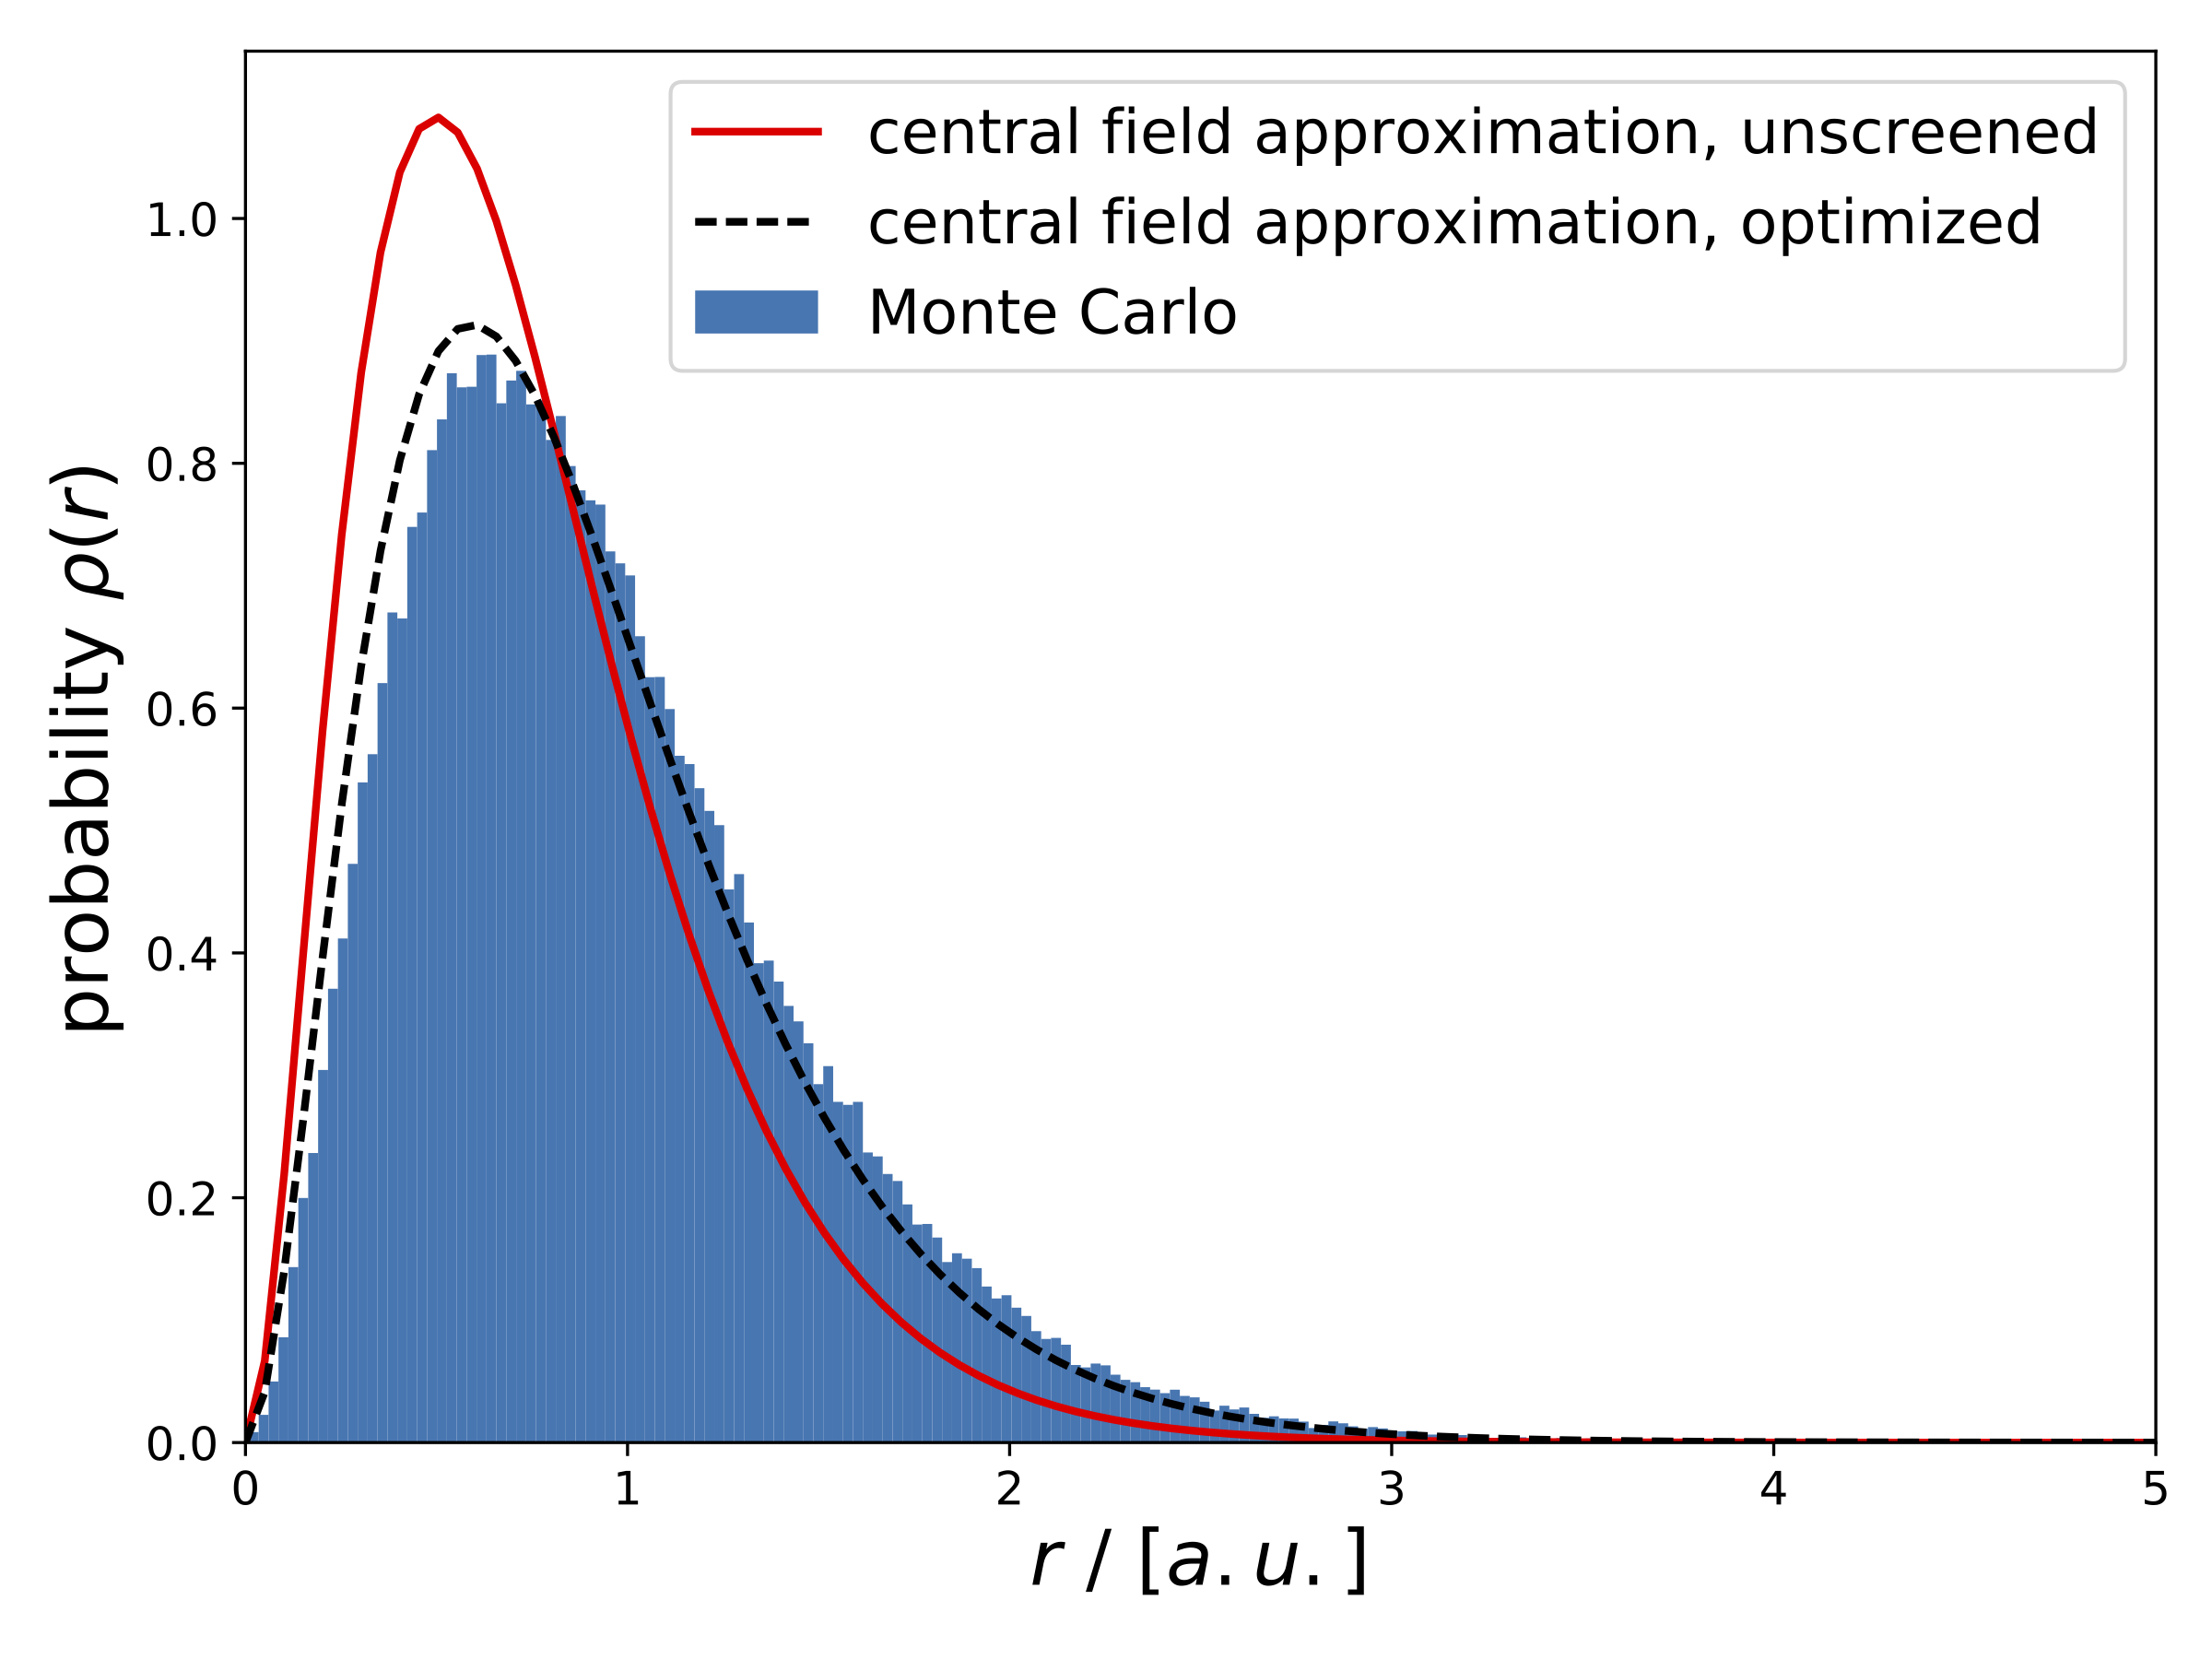 central field approximation, unscreened
central field approximation, optimized
Monte Carlo
probability ρ(r)
1.0
0.8
0.6
0.4
0.2
0.0
0 1 2 3 4 5
r / [a. u. ]